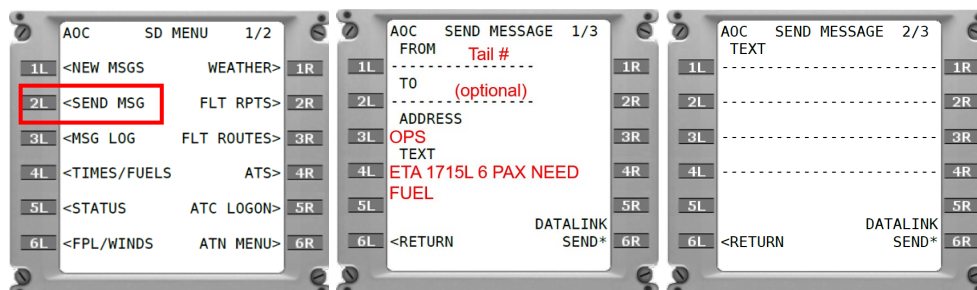 AOC SD MENU 1/2
1L <NEW MSGS WEATHER> 1R
2L <SEND MSG FLT RPTS> 2R
3L <MSG LOG FLT ROUTES> 3R
4L <TIMES/FUELS ATS> 4R
5L <STATUS ATC LOGON> 5R
6L <FPL/WINDS ATN MENU> 6R
AOC SEND MESSAGE 1/3
FROM
Tail #
1L ----------------- 1R
TO
(optional)
2L ----------------- 2R
ADDRESS
3L OPS 3R
TEXT
4L ETA 1715L 6 PAX NEED 4R
FUEL
5L 5R
DATALINK
6L <RETURN SEND* 6R
AOC SEND MESSAGE 2/3
TEXT
1L ------------------------ 1R
2L ------------------------ 2R
3L ------------------------ 3R
4L ------------------------ 4R
5L 5R
DATALINK
6L <RETURN SEND* 6R